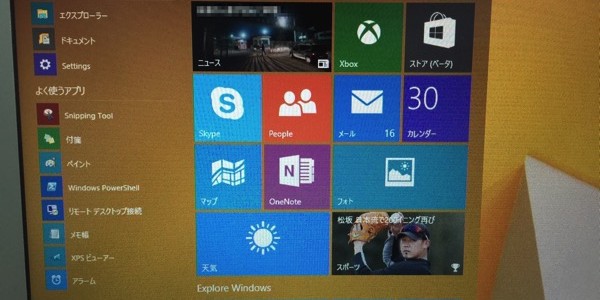 エクスプローラー
ドキュメント
Settings
よく使うアプリ
Snipping Tool
付箋
ペイント
Windows PowerShell
リモート デスクトップ接続
メモ帳
XPS ビューアー
アラーム
ニュース
Xbox
ストア (ベータ)
Skype
People
メール 16
30
カレンダー
マップ
OneNote
N
フォト
天気
松坂 日本球
イニング再び
スポーツ
Explore Windows